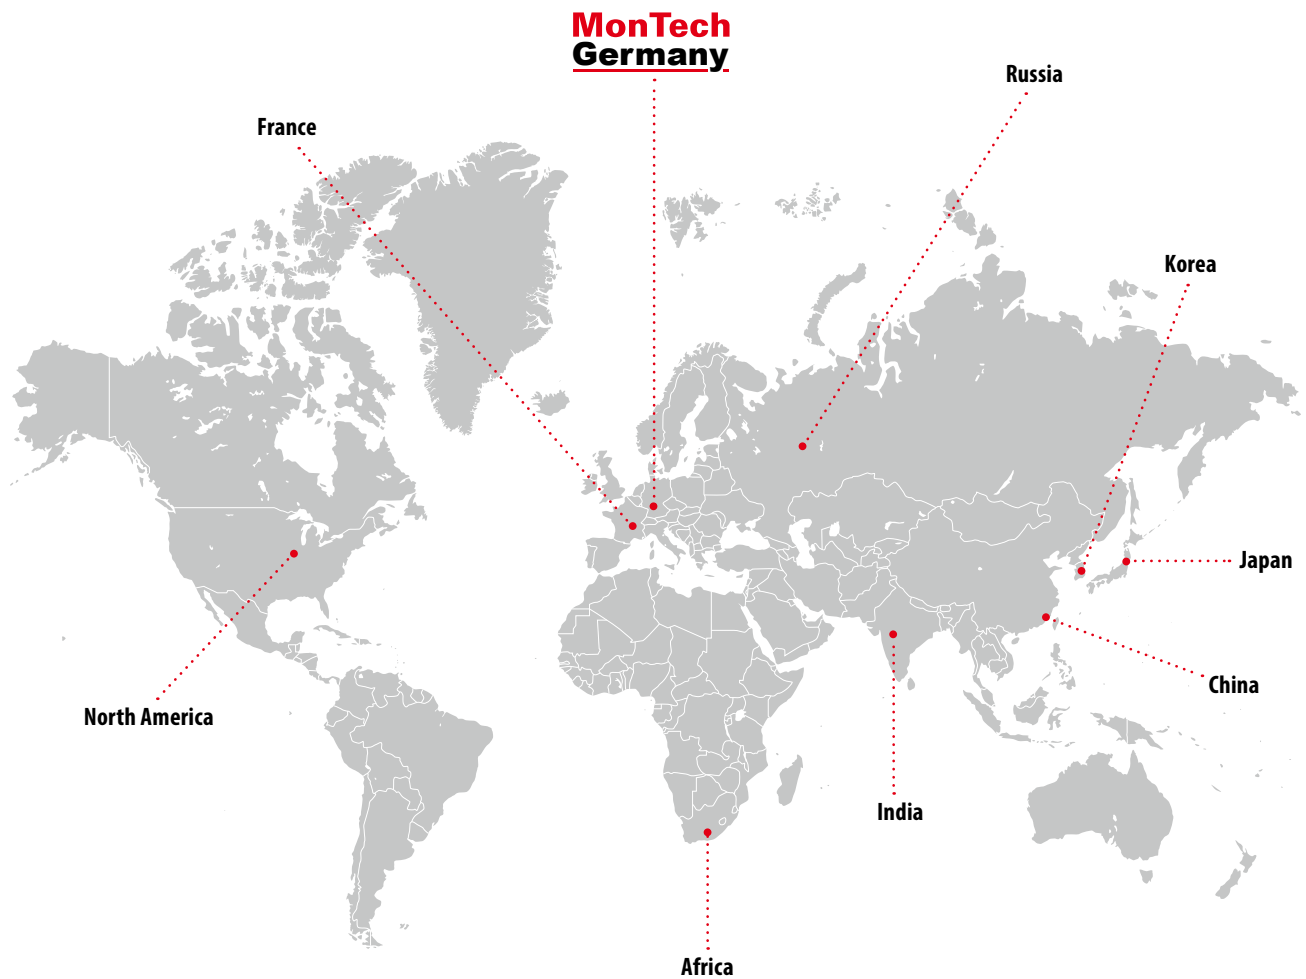 MonTech
Germany
Russia
France
Korea
Japan
China
North America
India
Africa